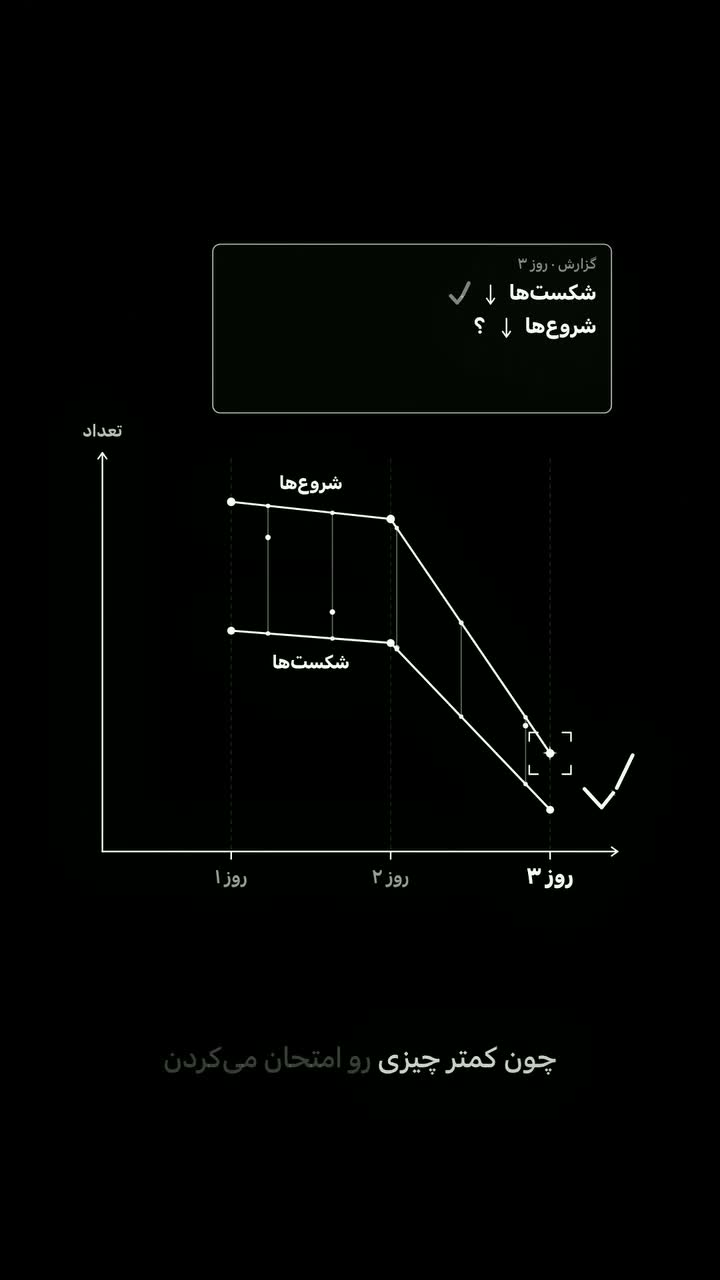 گزارش · روز ۳
شکست‌ها ↓ ✓
شروع‌ها ↓ ؟
تعداد
شروع‌ها
شکست‌ها
روز ۱
روز ۲
روز ۳
چون کمتر چیزی رو امتحان می‌کردن